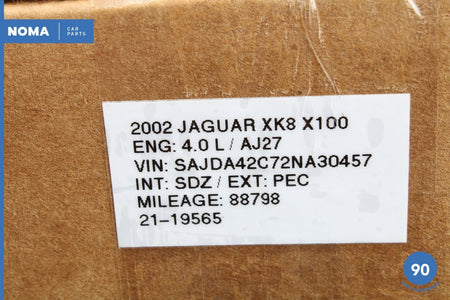 NOMA
CAR
PARTS
2002 JAGUAR XK8 X100
ENG: 4.0 L / AJ27
VIN: SAJDA42C72NA30457
INT: SDZ / EXT: PEC
MILEAGE: 88798
21-19565
90